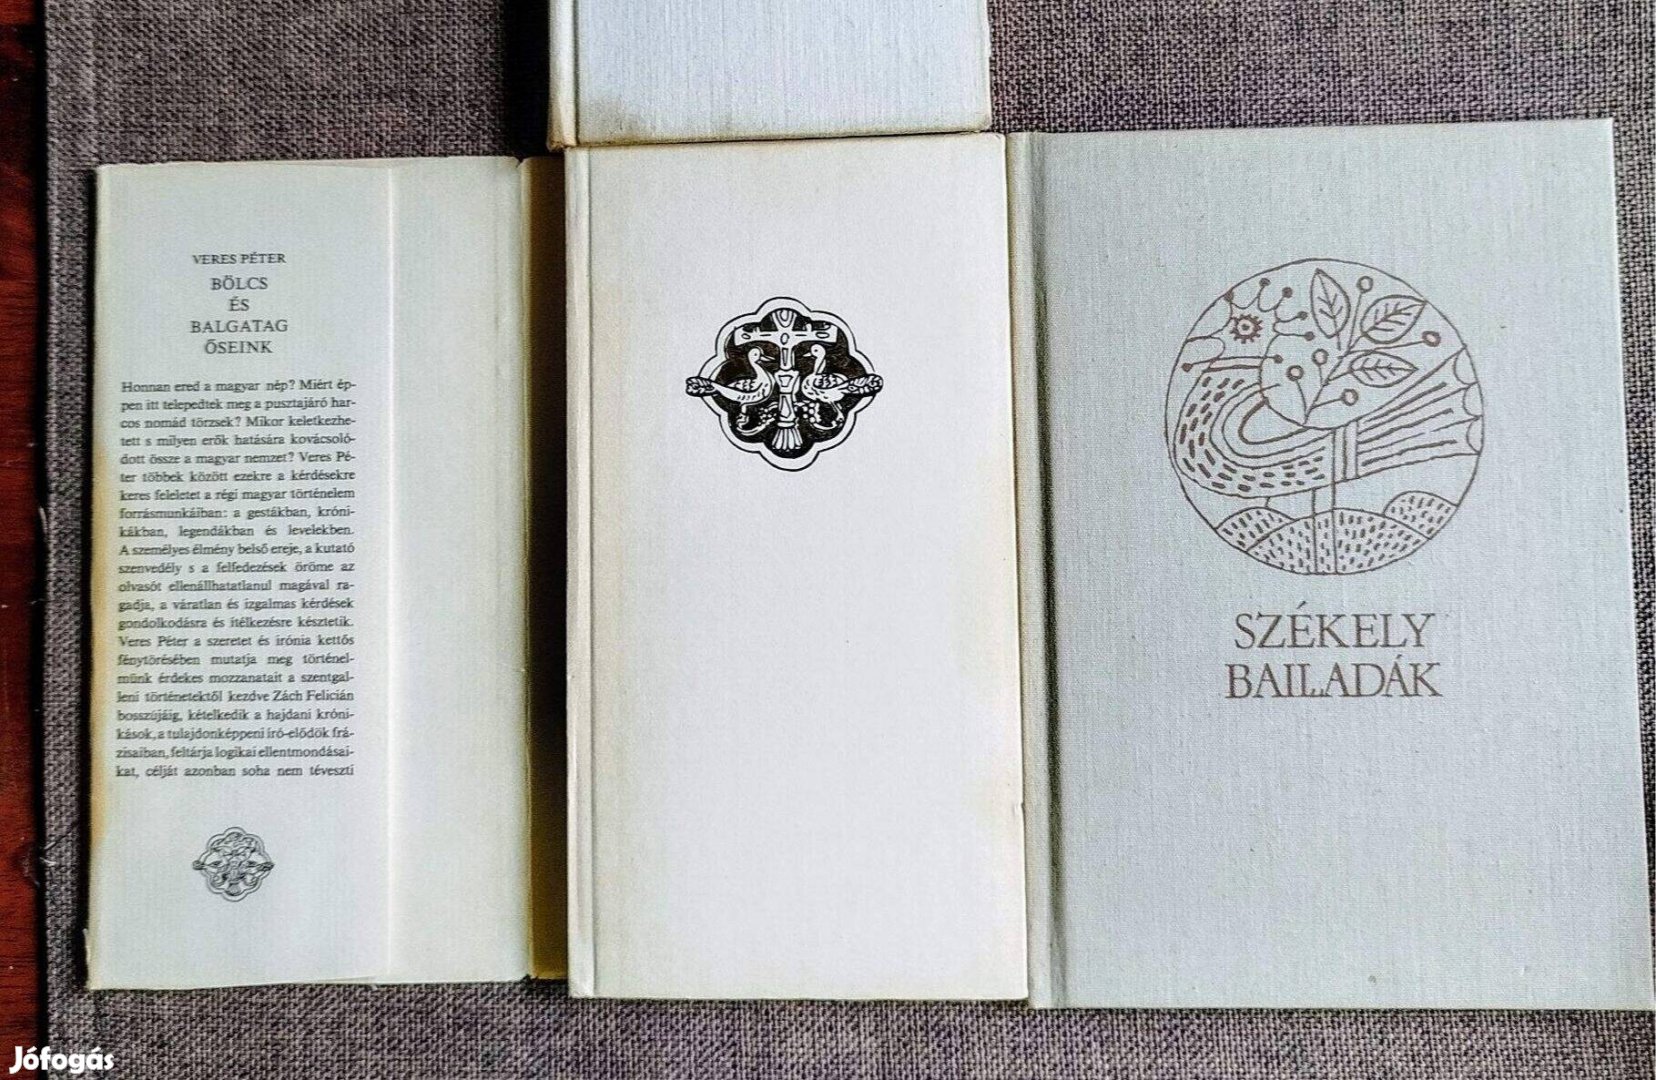 VERES PÉTER
BÖLCS
ÉS
BALGATAG
ŐSEINK
Honnan ered a magyar nép? Miért ép-
pen itt telepedtek meg a pusztajáró har-
cos nomád törzsek? Mikor keletkezhe-
tett s milyen erők hatására kovácsoló-
dott össze a magyar nemzet? Veres Pé-
ter többek között ezekre a kérdésekre
keres feleletet a régi magyar történelem
forrásmunkáiban: a gestákban, króni-
kákban, legendákban és levelekben.
A személyes élmény belső ereje, a kutató
szenvedély s a felfedezések öröme az
olvasót ellenállhatatlanul magával ra-
gadja, a váratlan és izgalmas kérdések
gondolkodásra és ítélkezésre késztetik.
Veres Péter a szeretet és irónia kettős
fénytörésében mutatja meg történel-
münk érdekes mozzanatait a szentgal-
leni történetektől kezdve Zách Felicián
bosszújáig, kételkedik a hajdani króni-
kások, a tulajdonképpeni író-elődök frá-
zisaiban, feltárja logikai ellentmondásai-
kat, célját azonban soha nem téveszti
SZÉKELY
BALLADÁK
Jófogás